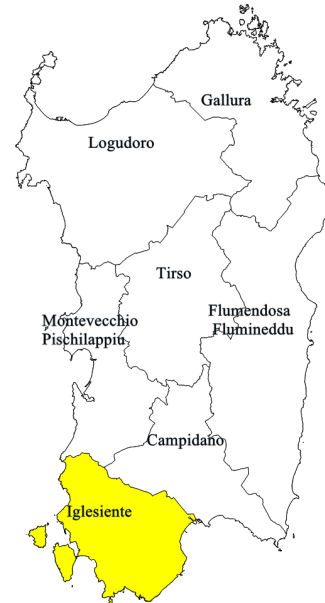 Gallura
Logudoro
Tirso
Montevecchio
Pischilappiu
Flumendosa
Flumineddu
Campidano
Iglesiente